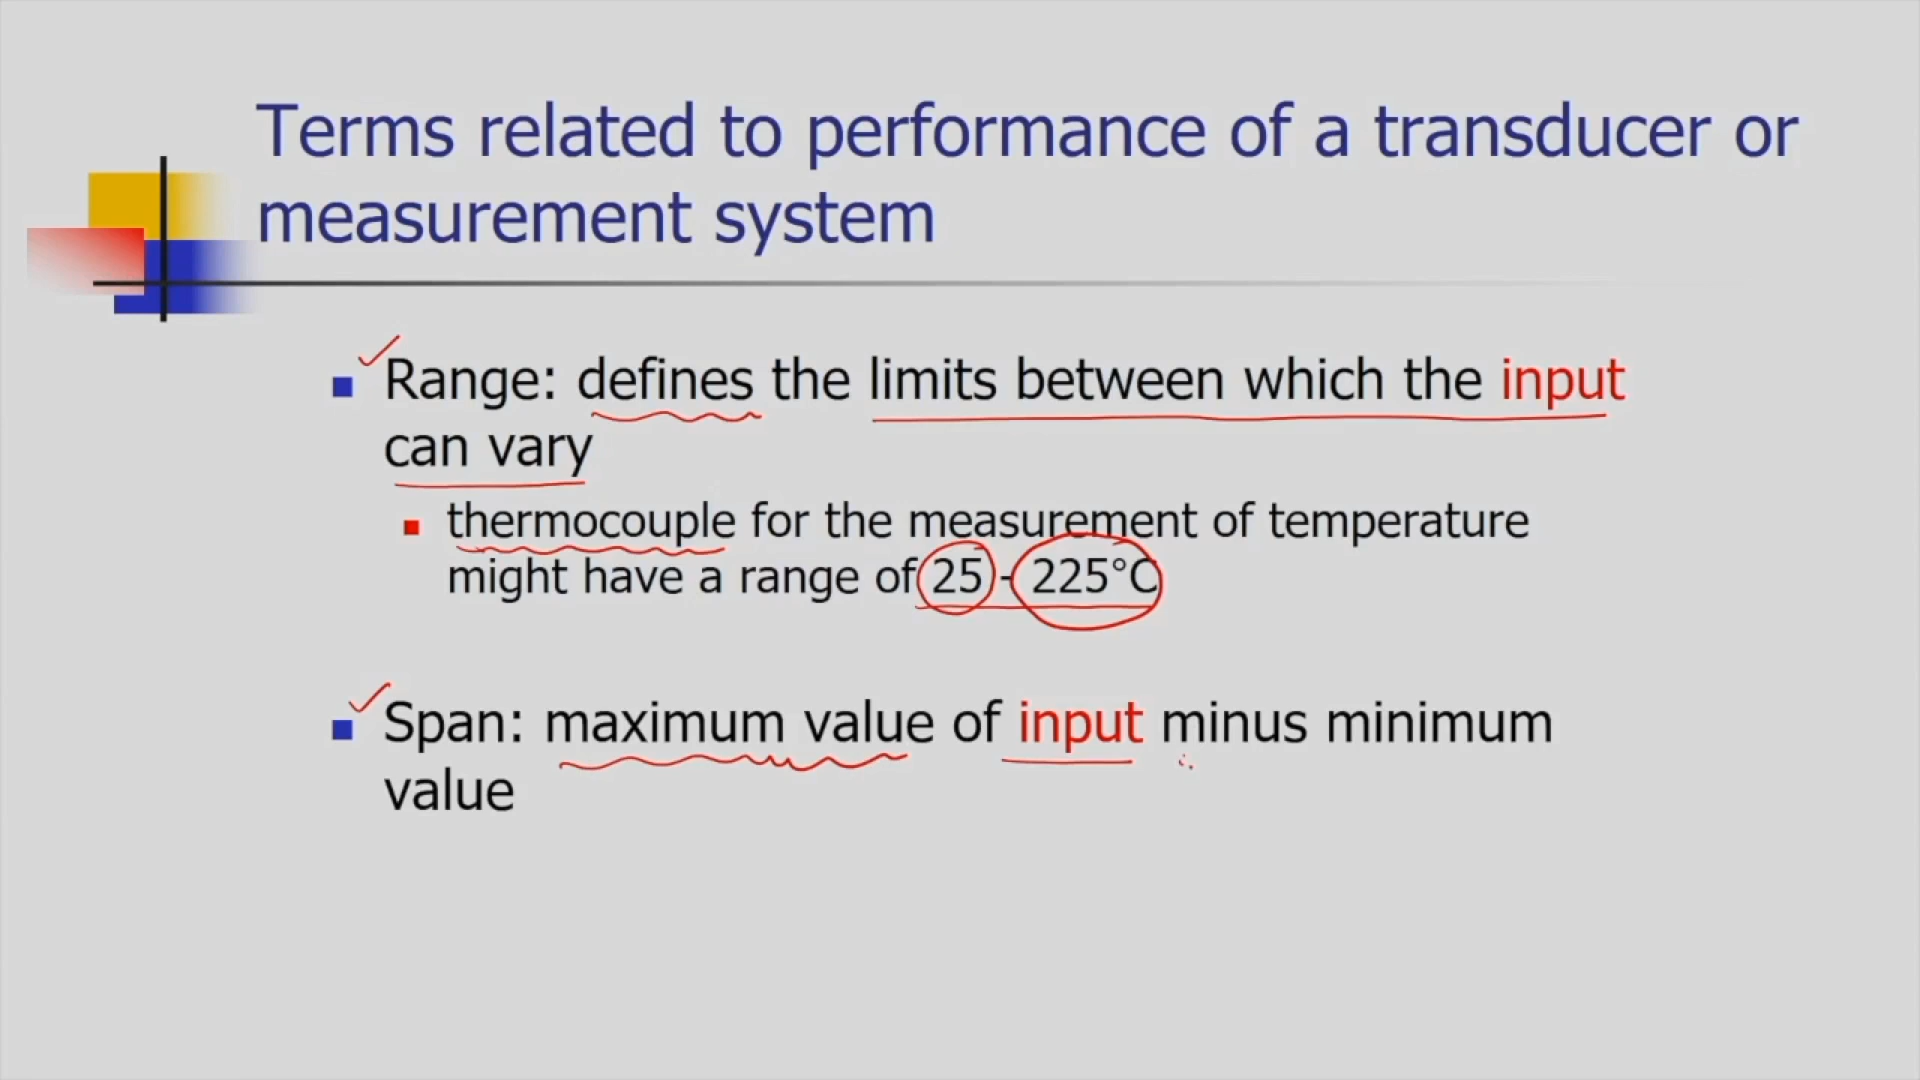 Terms related to performance of a transducer or
measurement system
Range: defines the limits between which the input
can vary
thermocouple for the measurement of temperature
might have a range of 25 - 225°C
Span: maximum value of input minus minimum
value